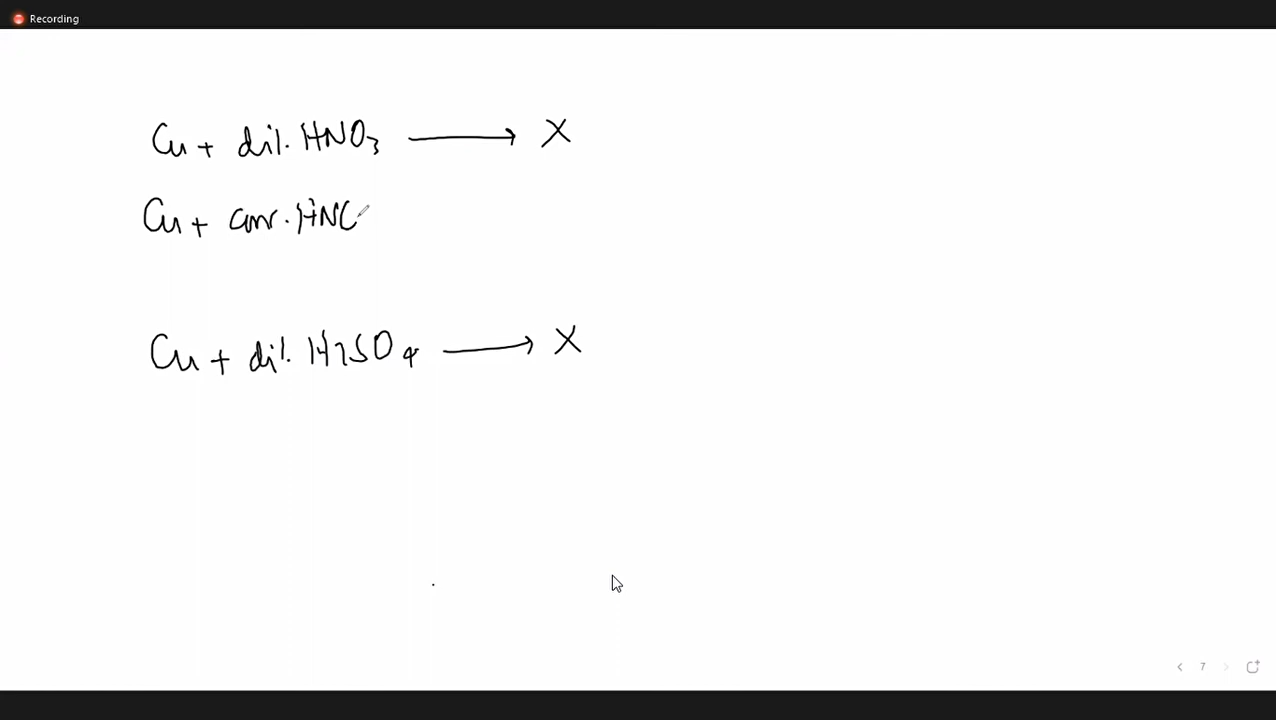 Recording
Cu + dil. HNO3 → X
Cu + conc. HNO
Cu + dil. H2SO4 → X
7